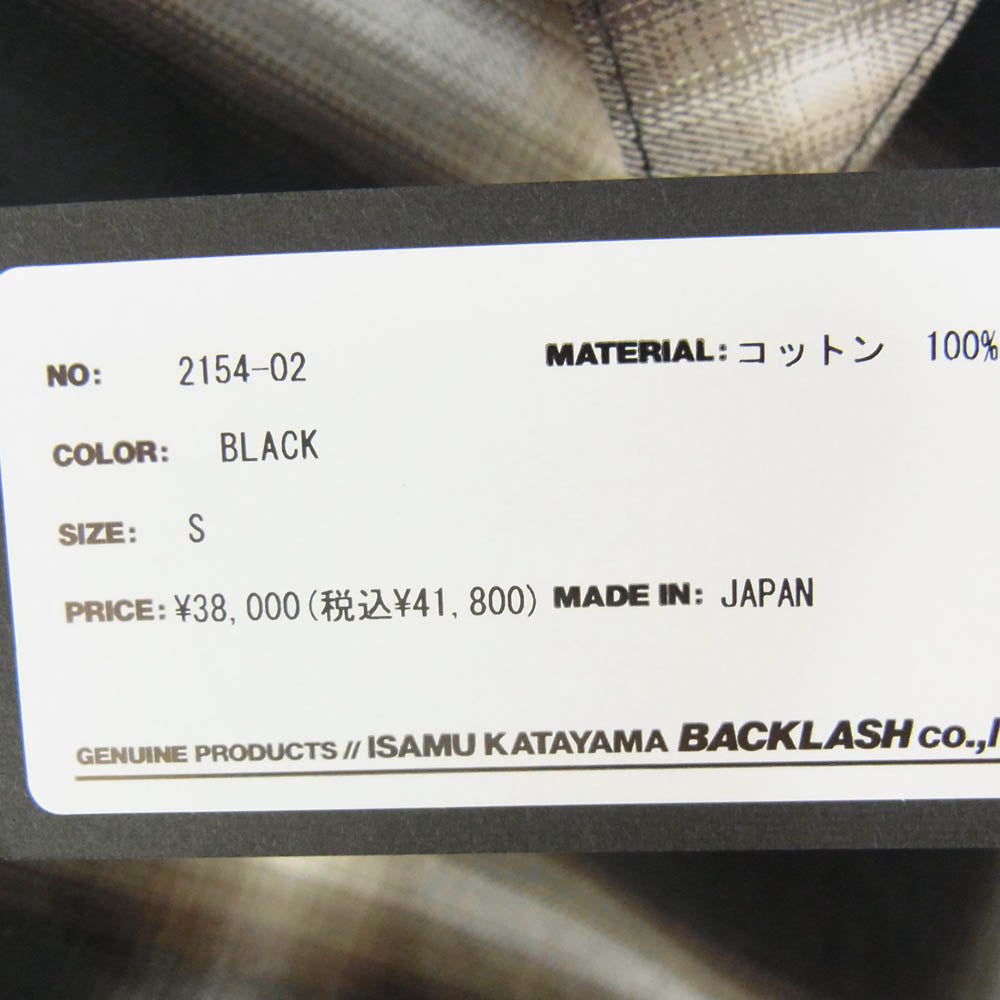 NO: 2154-02
MATERIAL: コットン 100%
COLOR: BLACK
SIZE: S
PRICE: ¥38,000(税込¥41,800) MADE IN: JAPAN
GENUINE PRODUCTS // ISAMU KATAYAMA BACKLASH co.,